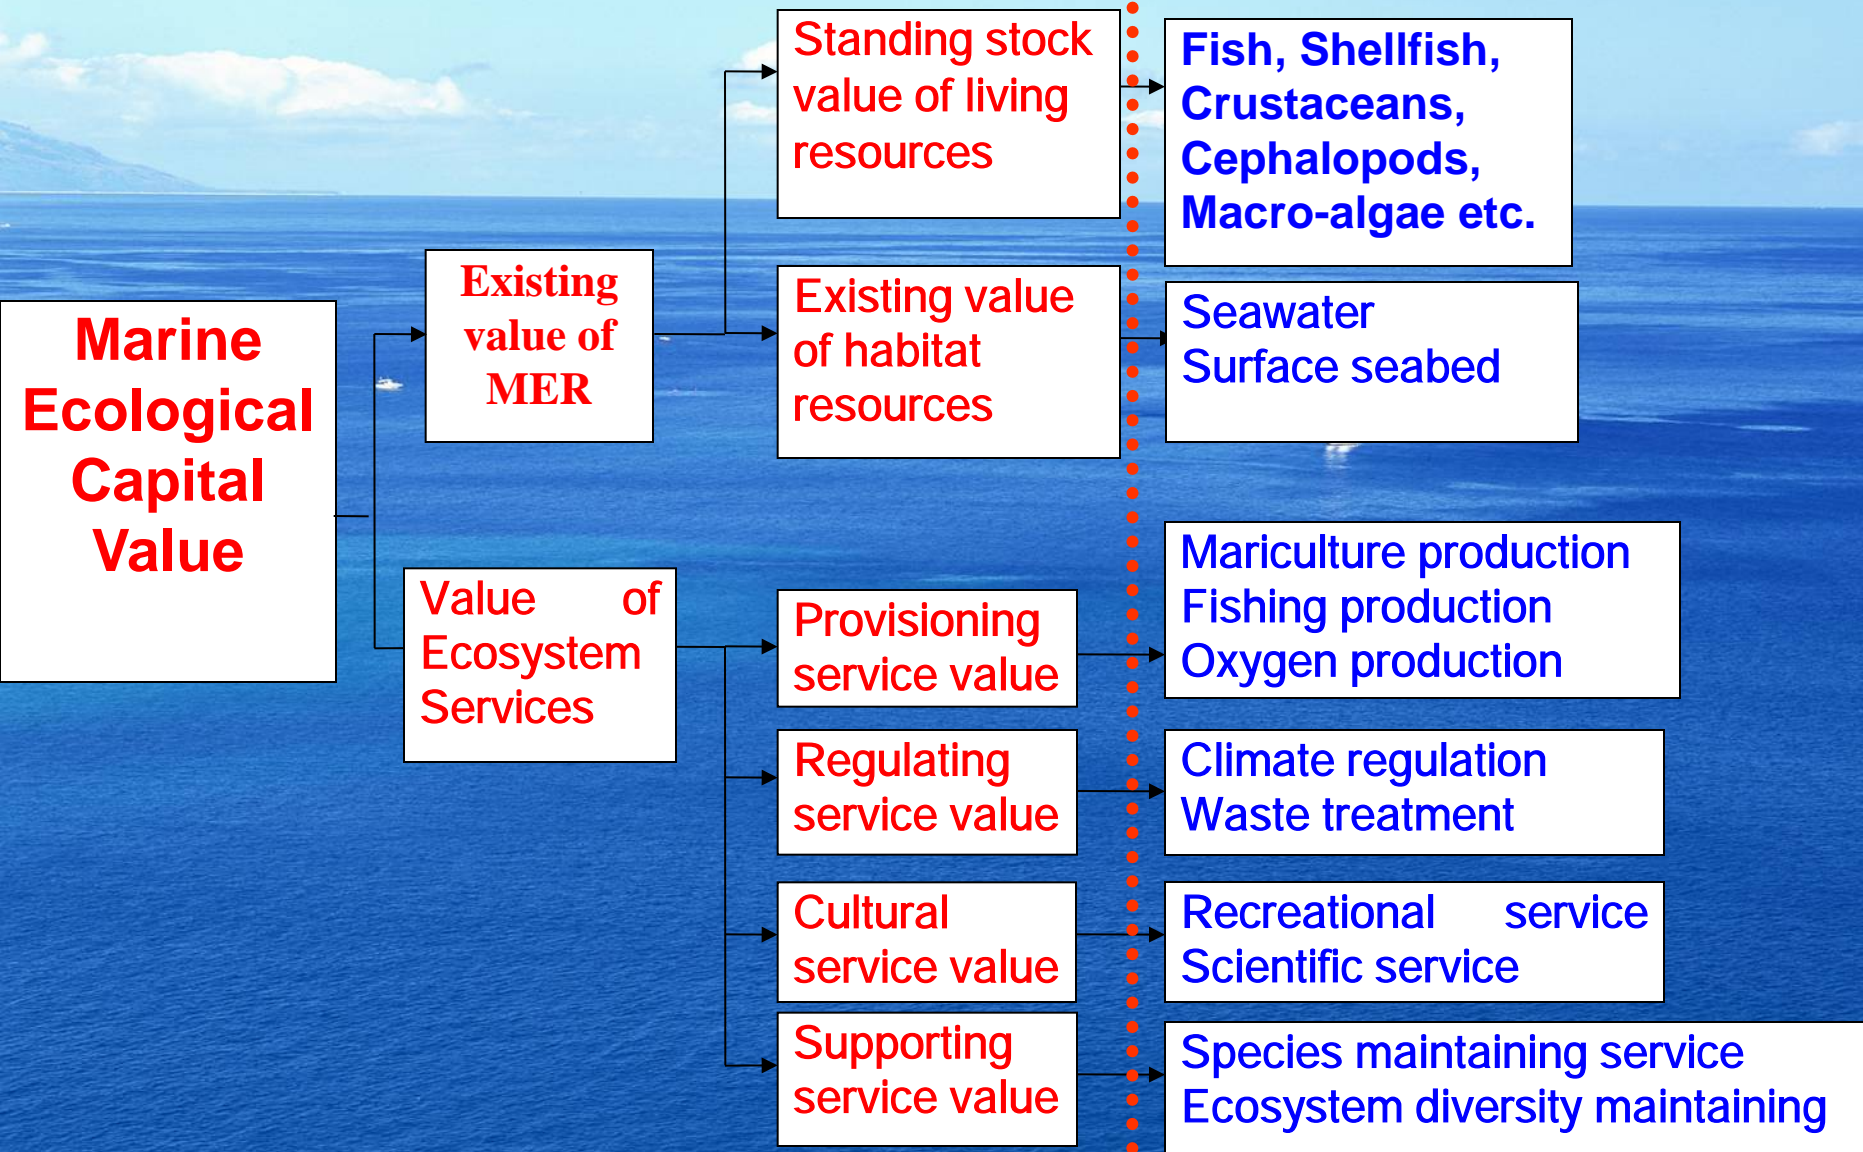 Marine
Ecological
Capital
Value
Existing
value of
MER
Value of
Ecosystem
Services
Standing stock
value of living
resources
Existing value
of habitat
resources
Provisioning
service value
Regulating
service value
Cultural
service value
Supporting
service value
Fish, Shellfish,
Crustaceans,
Cephalopods,
Macro-algae etc.
Seawater
Surface seabed
Mariculture production
Fishing production
Oxygen production
Climate regulation
Waste treatment
Recreational service
Scientific service
Species maintaining service
Ecosystem diversity maintaining